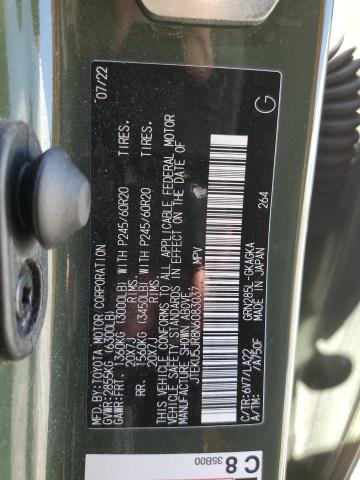 07/22
MFD. BY: TOYOTA MOTOR CORPORATION
GVWR: 2855KG (6300LB)
GAWR: FRT. 1360KG (3000LB) WITH P245/60R20 TIRES,
20X7J RIMS,
RR. 1560KG (3450LB) WITH P245/60R20 TIRES,
20X7J RIMS,
THIS VEHICLE CONFORMS TO ALL APPLICABLE FEDERAL MOTOR
VEHICLE SAFETY STANDARDS IN EFFECT ON THE DATE OF
MANUFACTURE SHOWN ABOVE.
JTEKU5JR8N6083037 MPV
C/TR: 6V7/LA22 GRN285L-GKAGKA
A/TM: /A750F MADE IN JAPAN
264
G
C 8
35B00